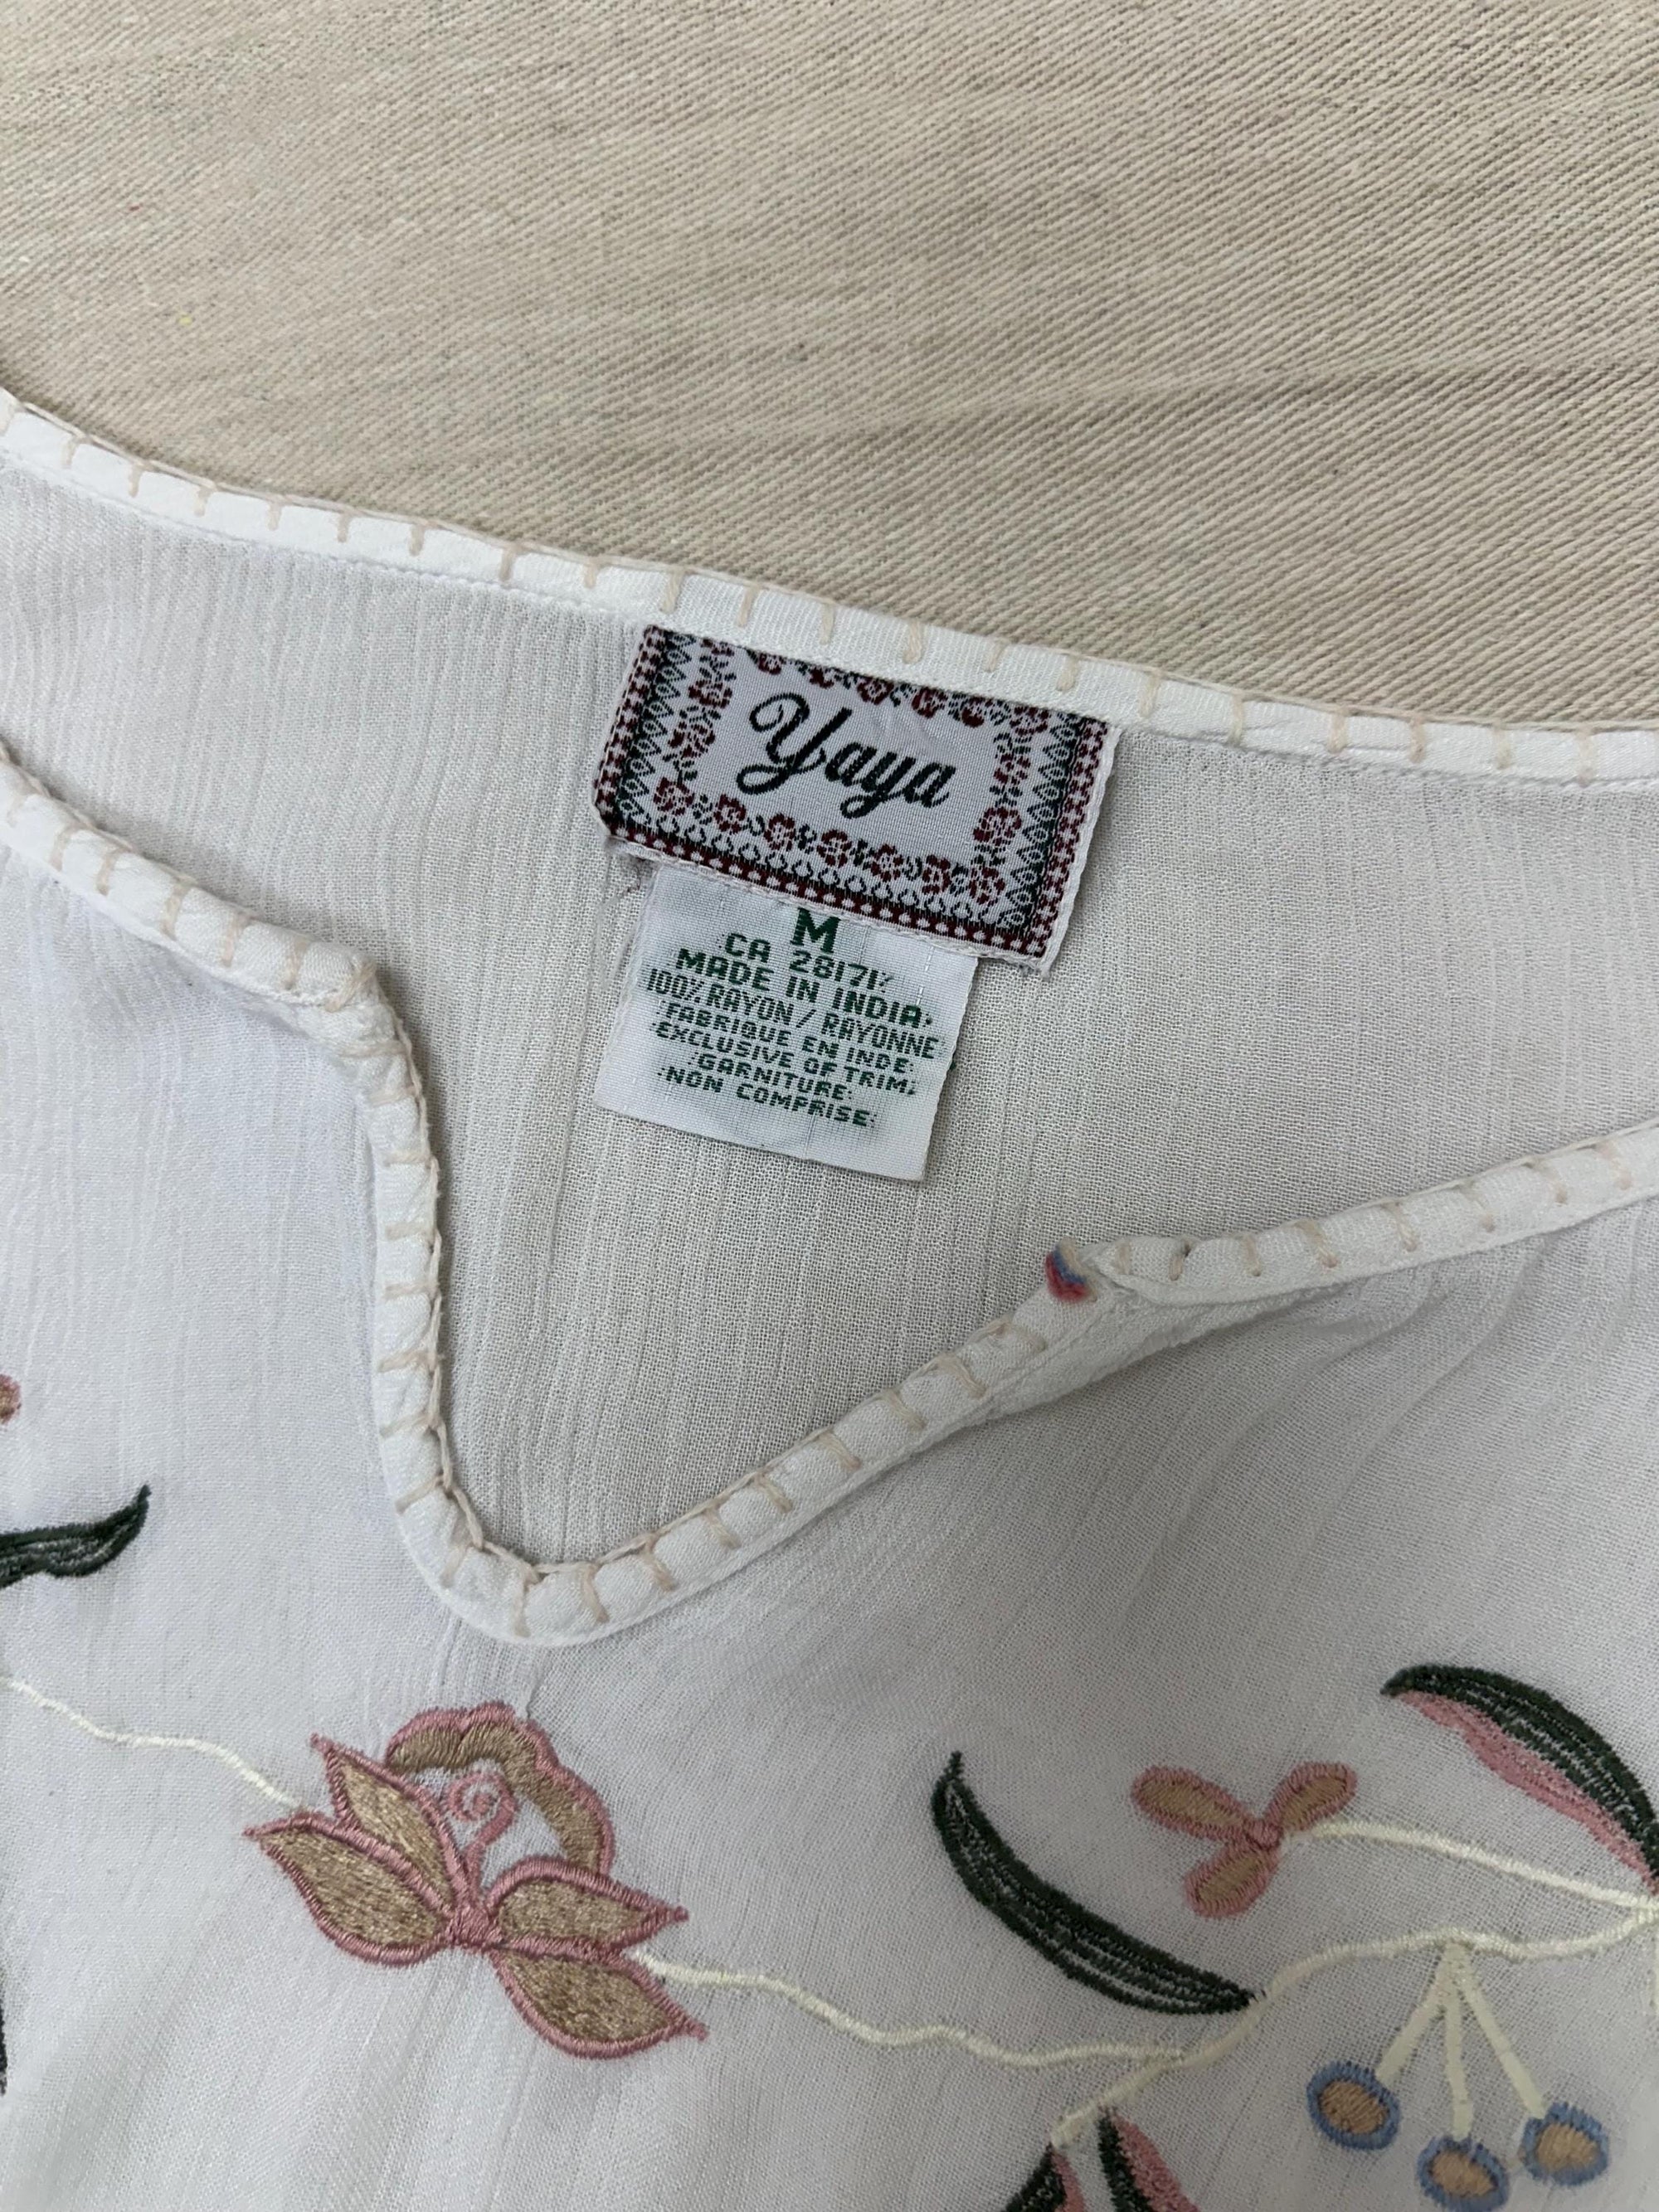 Yaya
M
CA 28171
MADE IN INDIA
100% RAYON / RAYONNE
FABRIQUE EN INDE
EXCLUSIVE OF TRIM
GARNITURE
NON COMPRISE